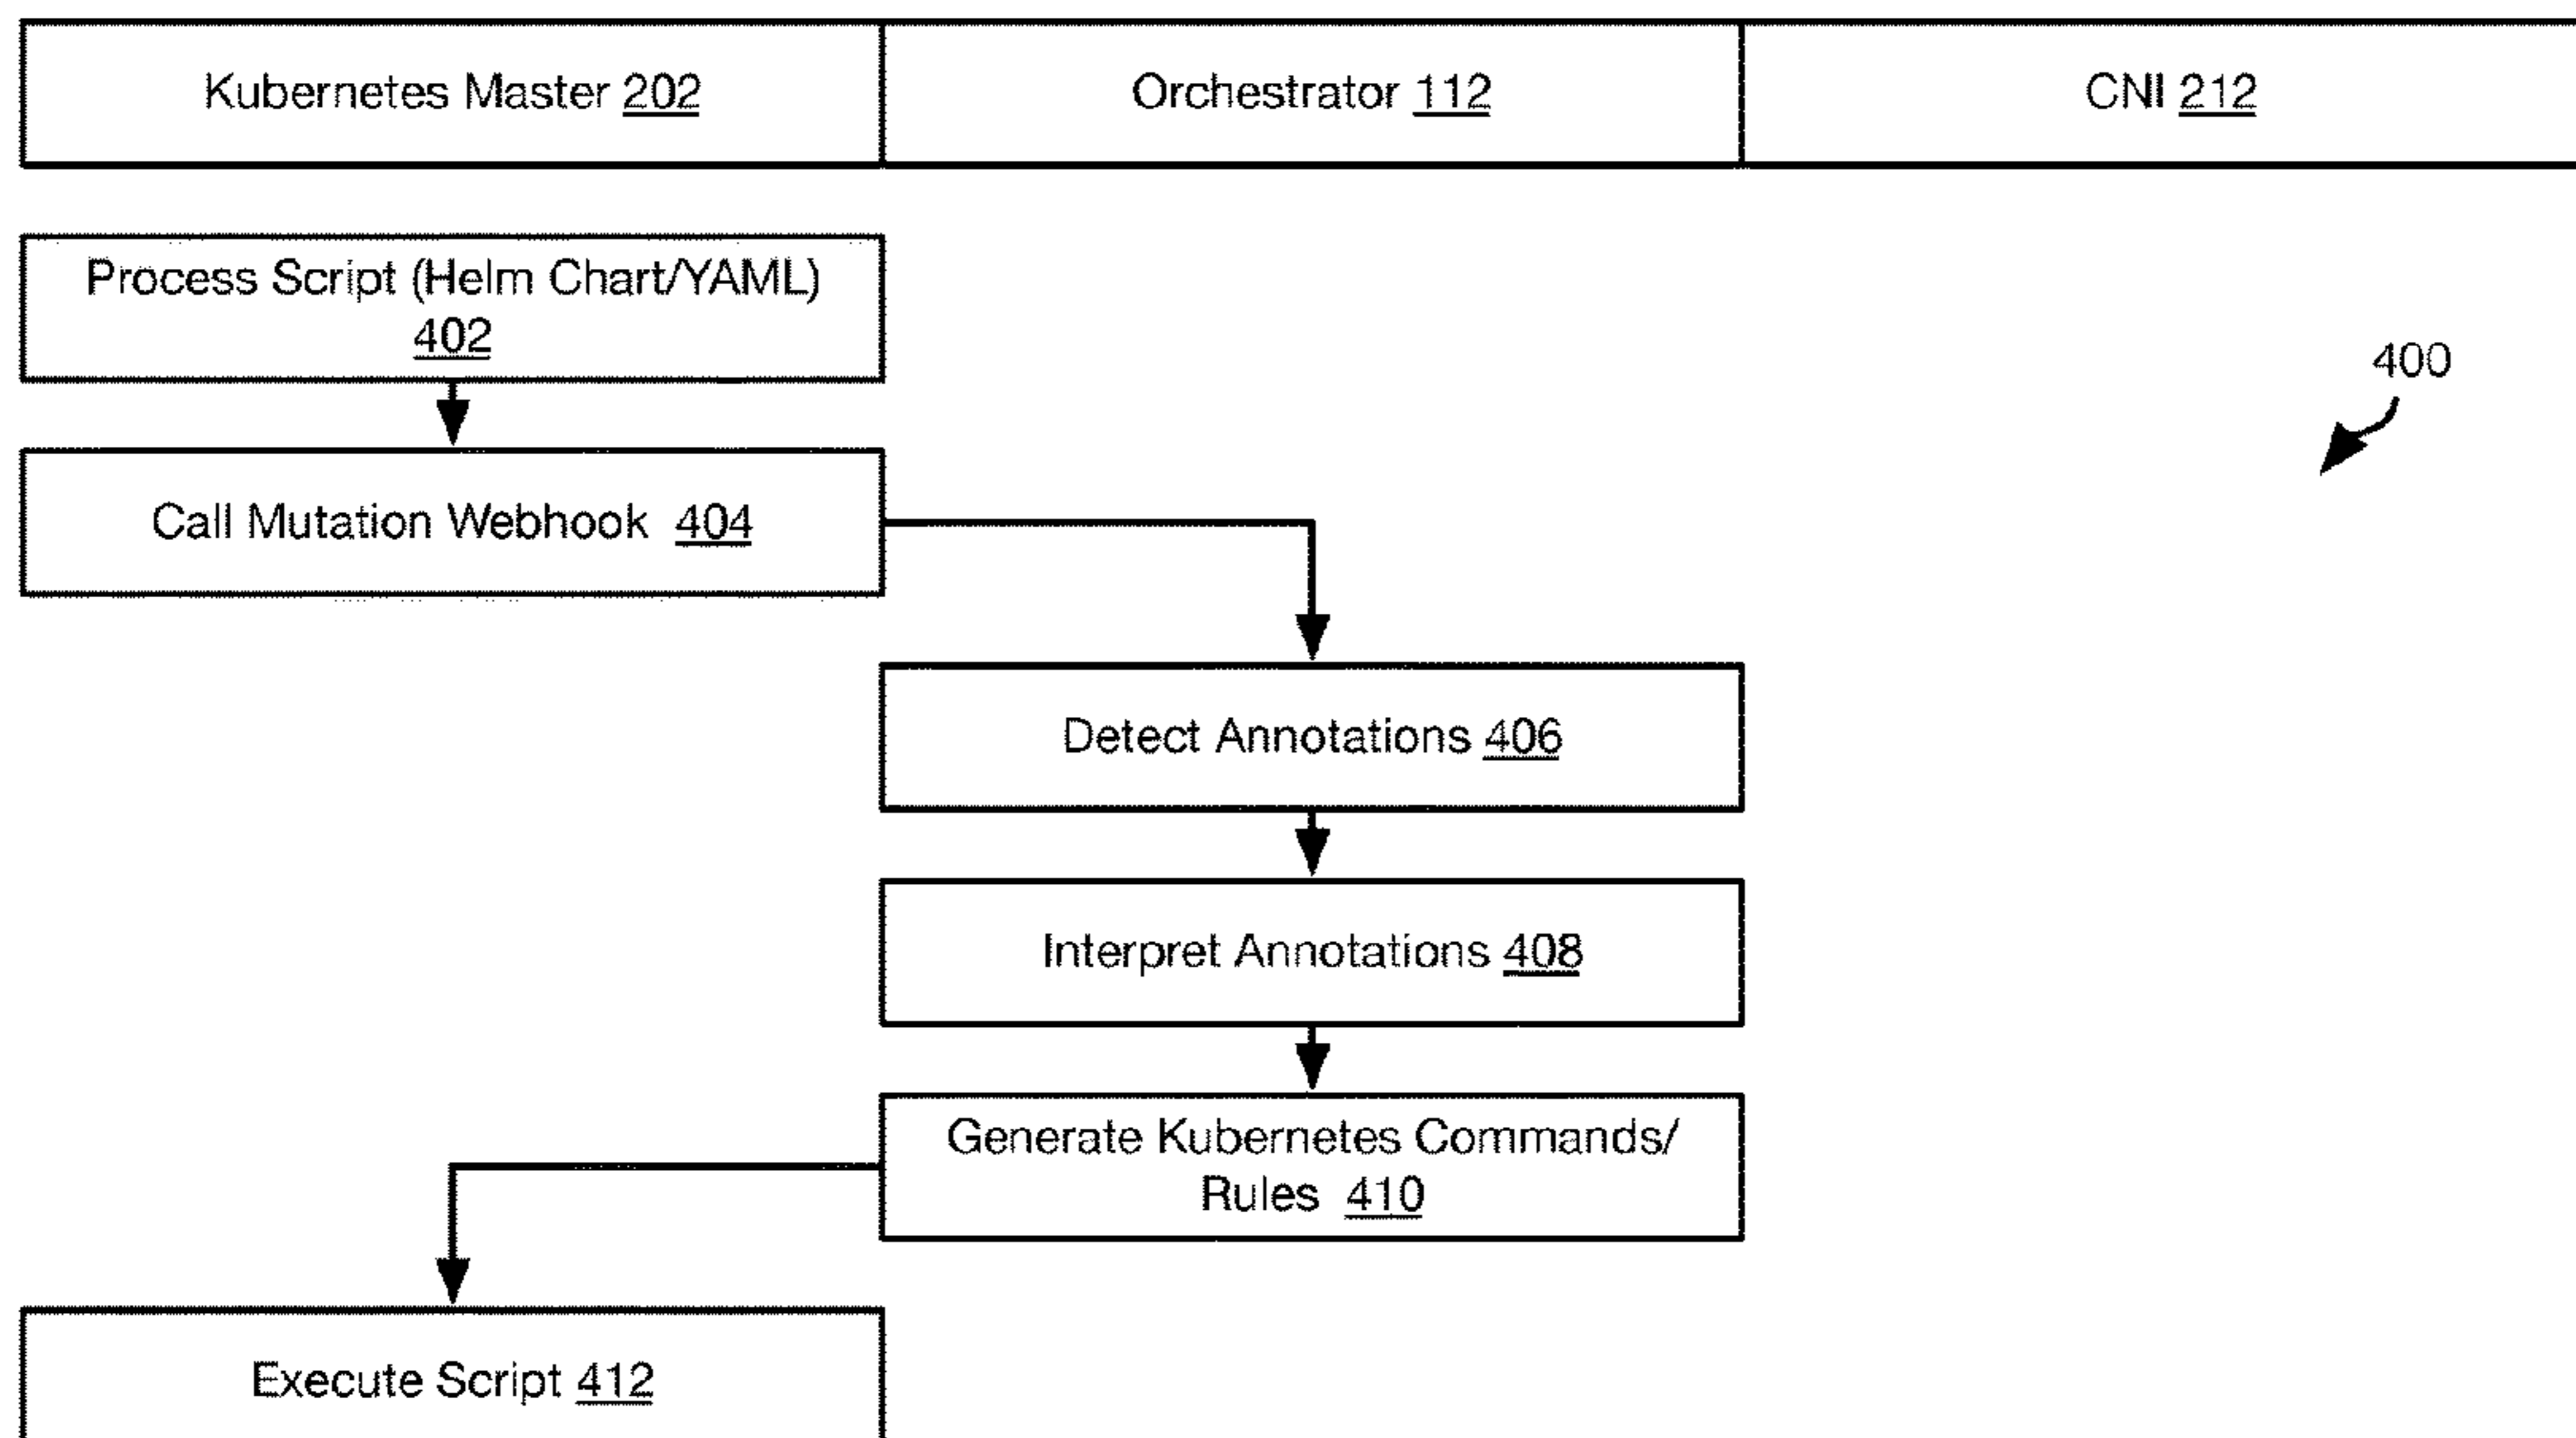 Kubernetes Master 202
Orchestrator 112
CNI 212
Process Script (Helm Chart/YAML)
402
400
Call Mutation Webhook 404
Detect Annotations 406
Interpret Annotations 408
Generate Kubernetes Commands/
Rules 410
Execute Script 412